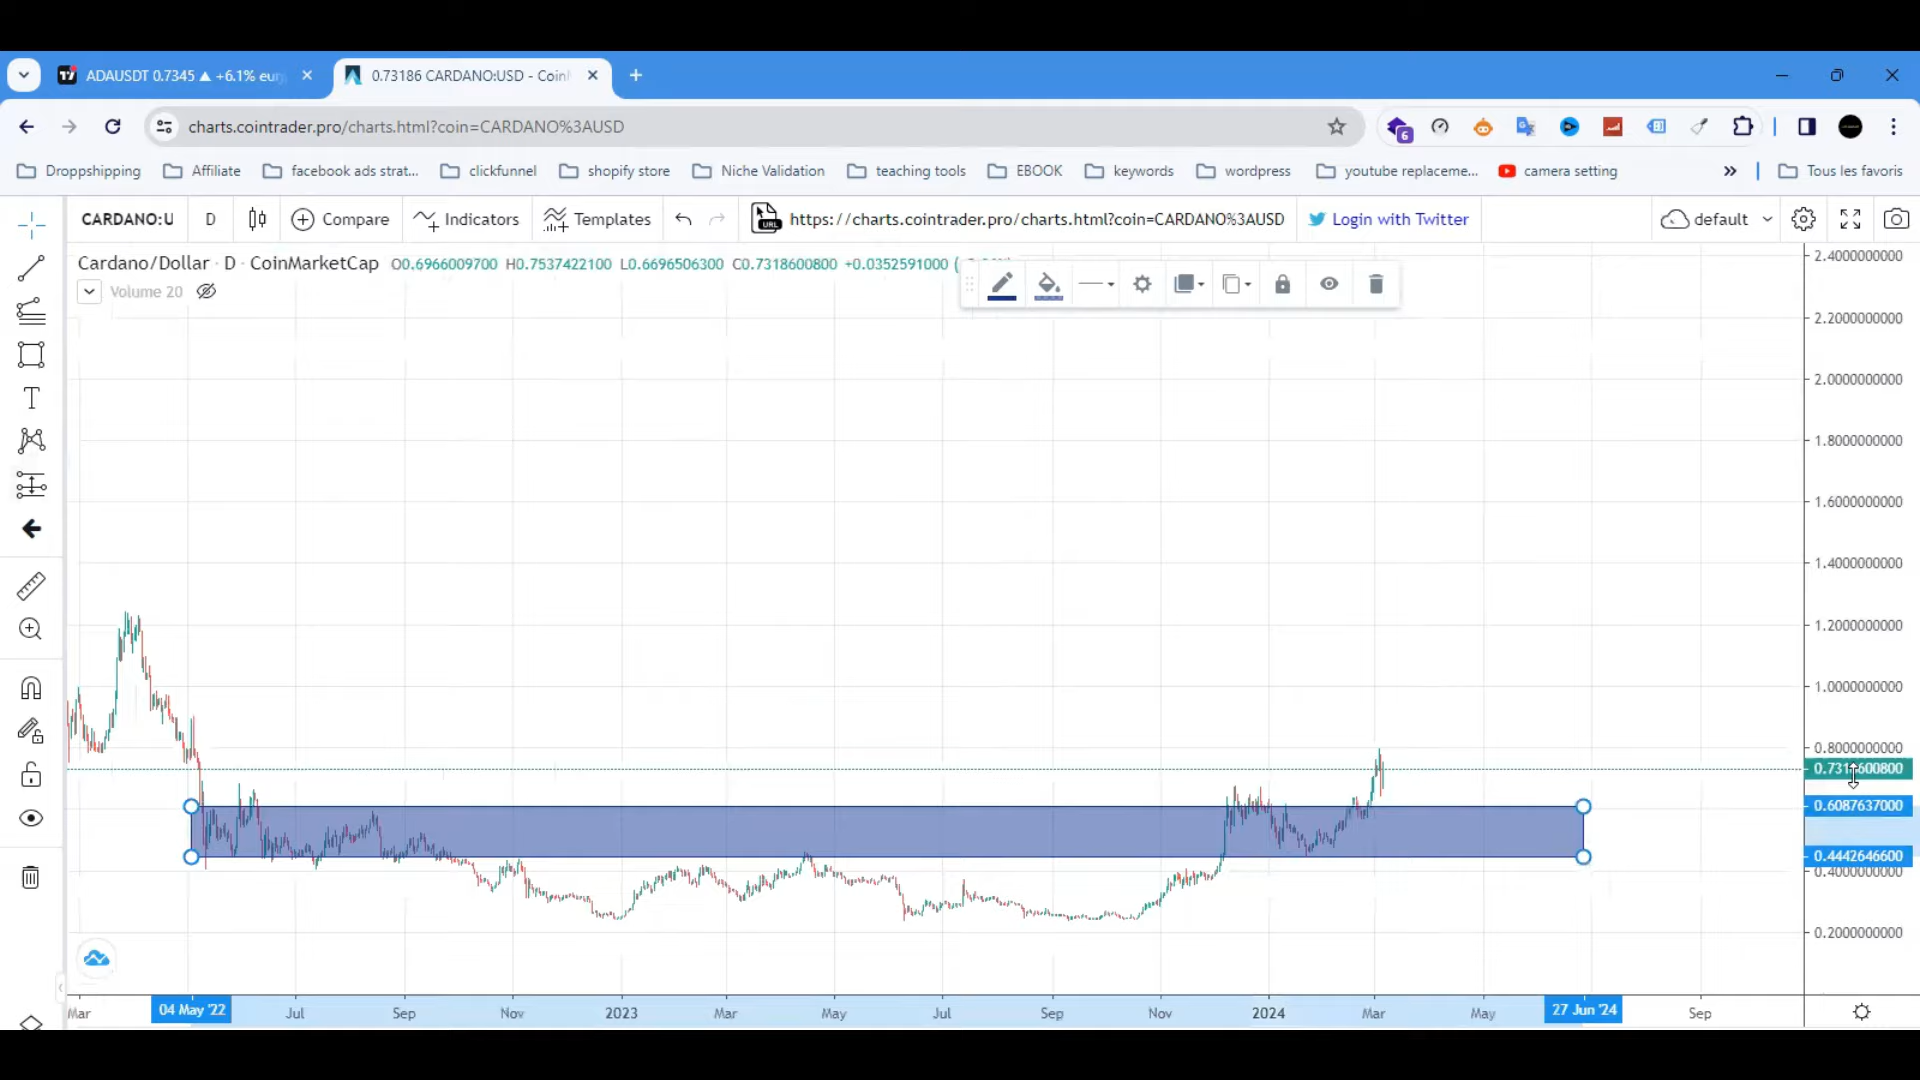 ADAUSDT 0.7345 ▲ +6.1% eur
0.73186 CARDANO:USD - Coin
charts.cointrader.pro/charts.html?coin=CARDANO%3AUSD
6
Droppshipping
Affiliate
facebook ads strat...
clickfunnel
shopify store
Niche Validation
teaching tools
EBOOK
keywords
wordpress
youtube replaceme...
camera setting
Tous les favoris
CARDANO:U
D
Compare
Indicators
Templates
URL
https://charts.cointrader.pro/charts.html?coin=CARDANO%3AUSD
Login with Twitter
default
Cardano/Dollar · D · CoinMarketCap O0.6966009700 H0.7537422100 L0.6696506300 C0.7318600800 +0.0352591000 (
Volume 20
2.4000000000
2.2000000000
2.0000000000
1.8000000000
1.6000000000
1.4000000000
1.2000000000
1.0000000000
0.8000000000
0.6087637000
0.4442646600
0.4000000000
0.2000000000
Mar
04 May '22
Jul
Sep
Nov
2023
Mar
May
Jul
Sep
Nov
2024
Mar
May
27 Jun '24
Sep